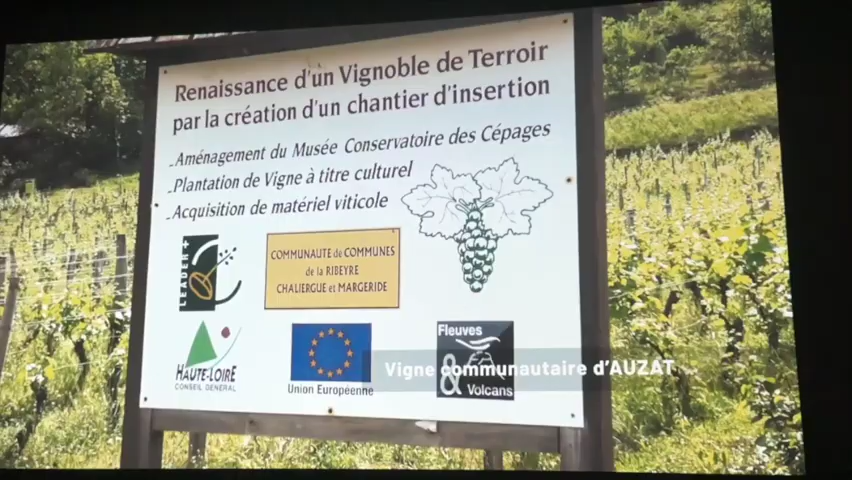 Renaissance d'un Vignoble de Terroir
par la création d'un chantier d'insertion
-Aménagement du Musée Conservatoire des Cépages
-Plantation de Vigne à titre culturel
-Acquisition de matériel viticole
LEADER+
COMMUNAUTE de COMMUNES
de la RIBEYRE
CHALIERGUE et MARGERIDE
HAUTE-LOIRE
CONSEIL GENERAL
Union Européenne
Fleuves
& Volcans
Vigne communautaire d'AUZAT